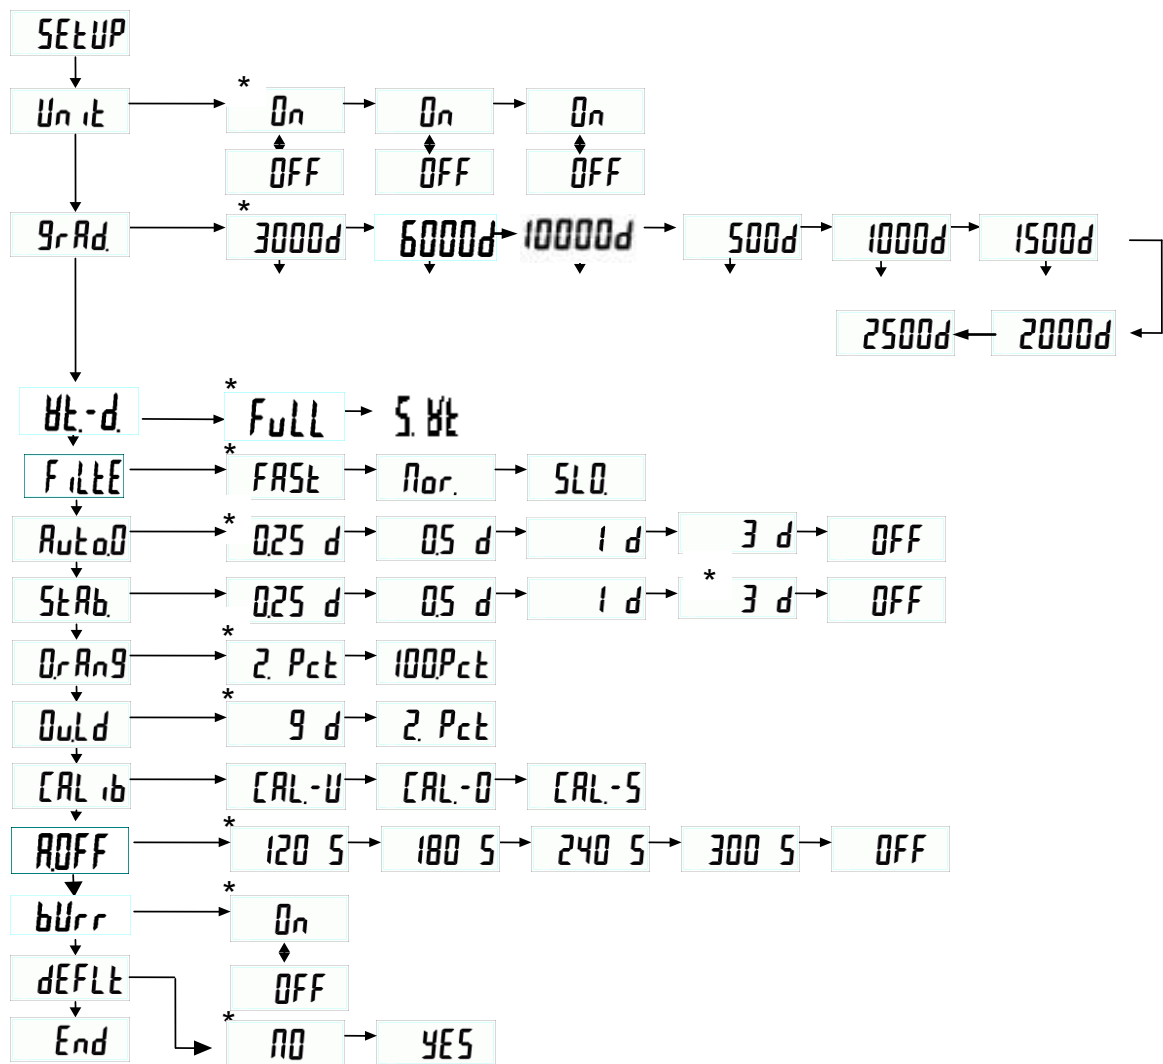 SEtUP
*
Unit On On On
OFF OFF OFF
*
grAd. 3000d 6000d 10000d 500d 1000d 1500d
2500d 2000d
*
Wt.-d. FuLL S. Wt
*
FiLtE FASt Nor. SLO.
*
Auto.0 0.25 d 0.5 d 1 d 3 d OFF
*
StAb. 0.25 d 0.5 d 1 d 3 d OFF
*
0.rAng 2. Pct 100.Pct
*
Ou.Ld 9 d 2. Pct
CALib CAL.-U CAL.-0 CAL.-S
*
A.OFF 120 S 180 S 240 S 300 S OFF
*
bUrr On
dEFLt OFF
*
End NO YES